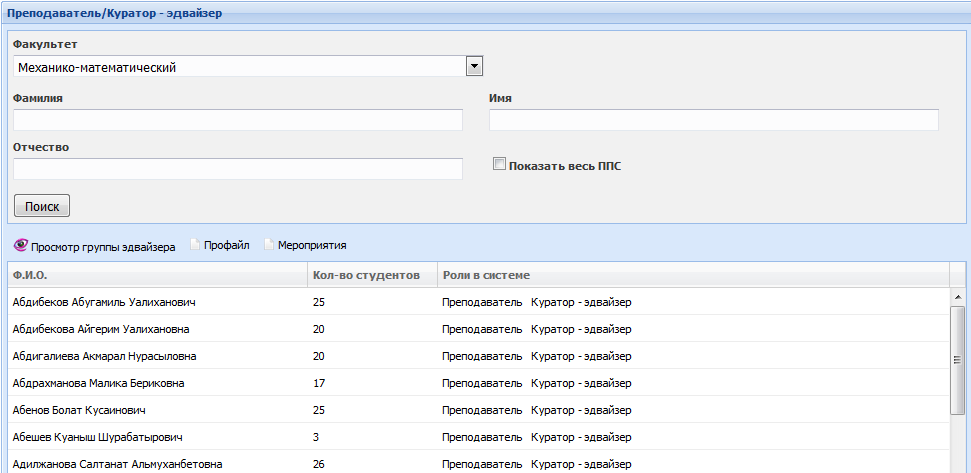 Преподаватель/Куратор - эдвайзер
Факультет
Механико-математический
Фамилия Имя
Отчество
Показать весь ППС
Поиск
Просмотр группы эдвайзера Профайл Мероприятия
Ф.И.О. Кол-во студентов Роли в системе
Абдибеков Абугамиль Уалиханович 25 Преподаватель Куратор - эдвайзер
Абдибекова Айгерим Уалихановна 20 Преподаватель Куратор - эдвайзер
Абдигалиева Акмарал Нурасыловна 20 Преподаватель Куратор - эдвайзер
Абдрахманова Малика Бериковна 17 Преподаватель Куратор - эдвайзер
Абенов Болат Кусаинович 25 Преподаватель Куратор - эдвайзер
Абешев Куаныш Шурабатырович 3 Преподаватель Куратор - эдвайзер
Адилжанова Салтанат Альмуханбетовна 26 Преподаватель Куратор - эдвайзер